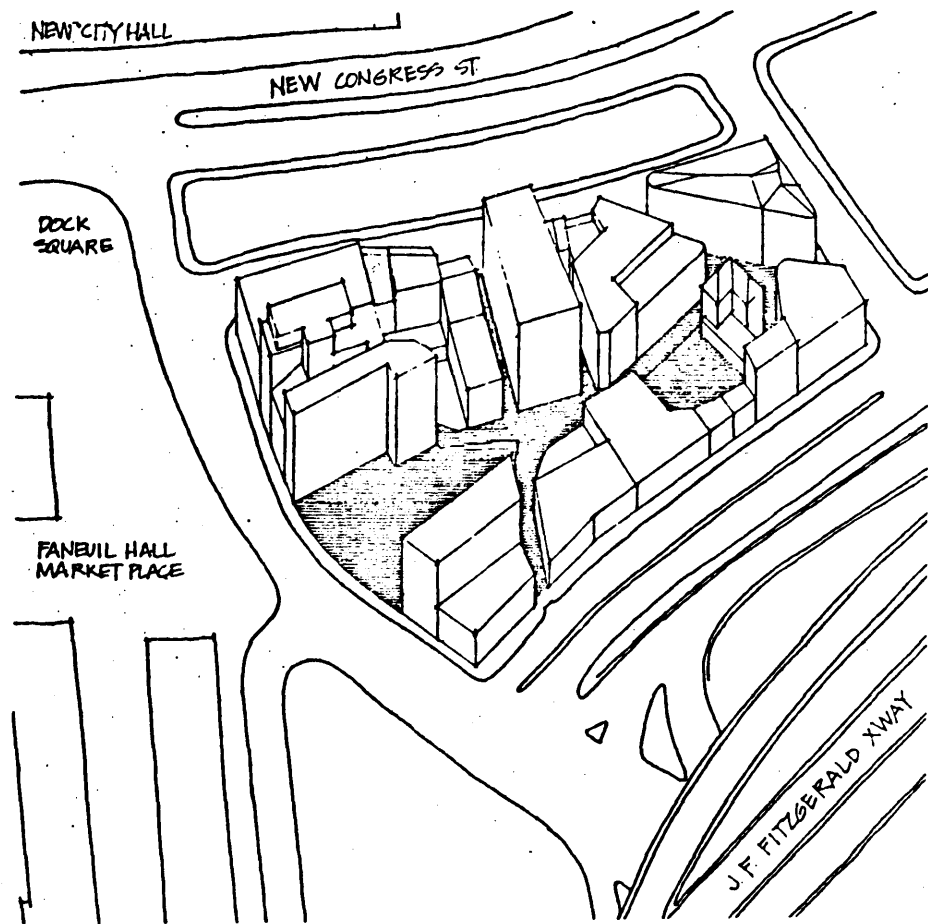 NEW CITY HALL
NEW CONGRESS ST.
DOCK
SQUARE
FANEUIL HALL
MARKET PLACE
J.F. FITZGERALD XWAY